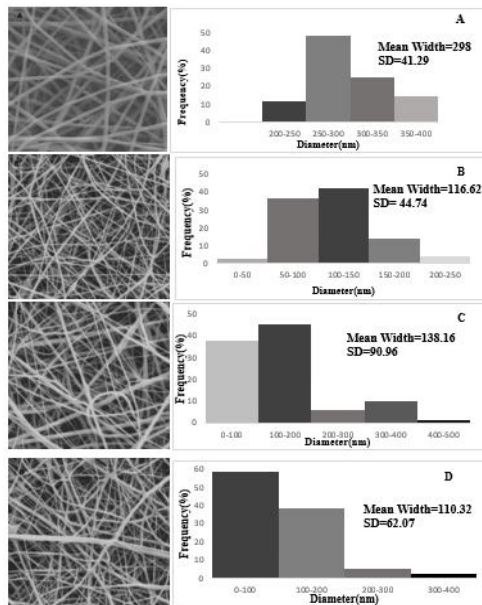 A
A
Mean Width=298
SD=41.29
Frequency(%)
50
40
30
20
10
0
200-250 250-300 300-350 350-400
Diameter(nm)
B
Mean Width=116.62
SD= 44.74
Frequency(%)
50
40
30
20
10
0
0-50 50-100 100-150 150-200 200-250
Diameter(nm)
C
Mean Width=138.16
SD=90.96
Frequency(%)
50
40
30
20
10
0
0-100 100-200 200-300 300-400 400-500
Diameter(nm)
D
Mean Width=110.32
SD=62.07
Frequency(%)
60
50
40
30
20
10
0
0-100 100-200 200-300 300-400
Diameter(nm)